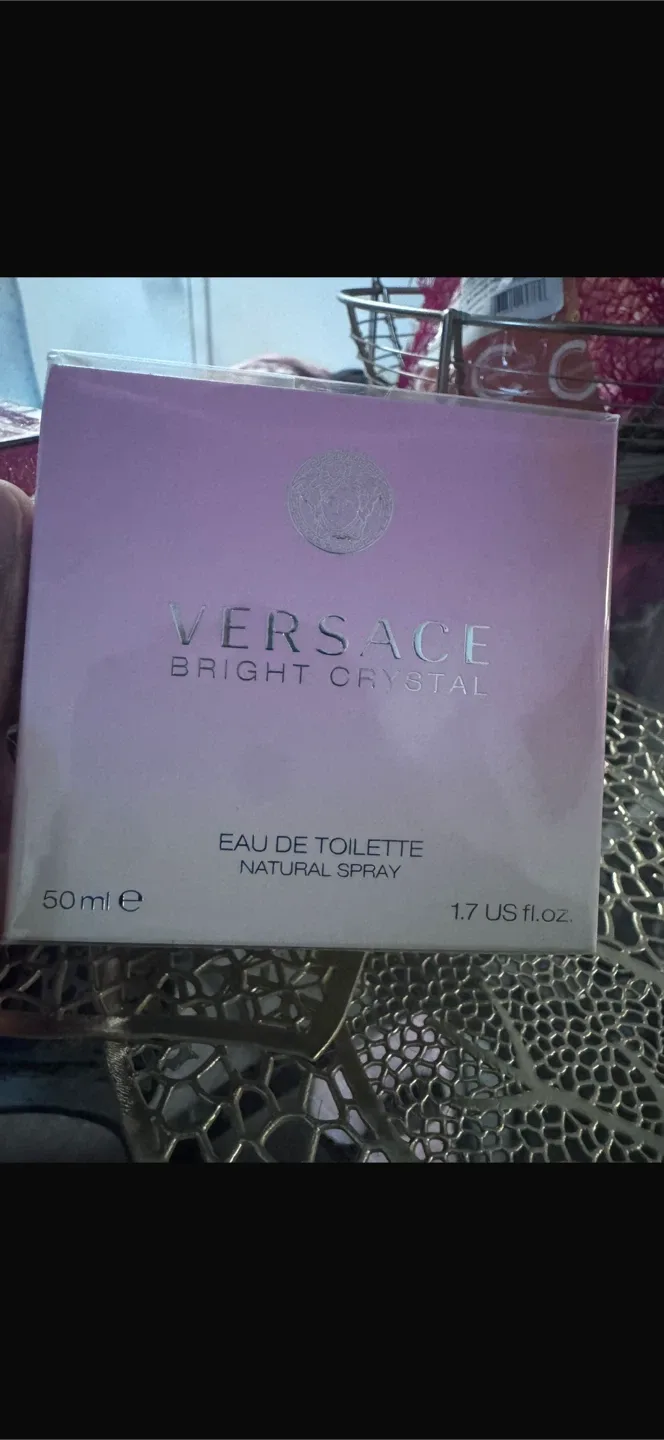 VERSACE
BRIGHT CRYSTAL
EAU DE TOILETTE
NATURAL SPRAY
50 ml e
1.7 US fl.oz.